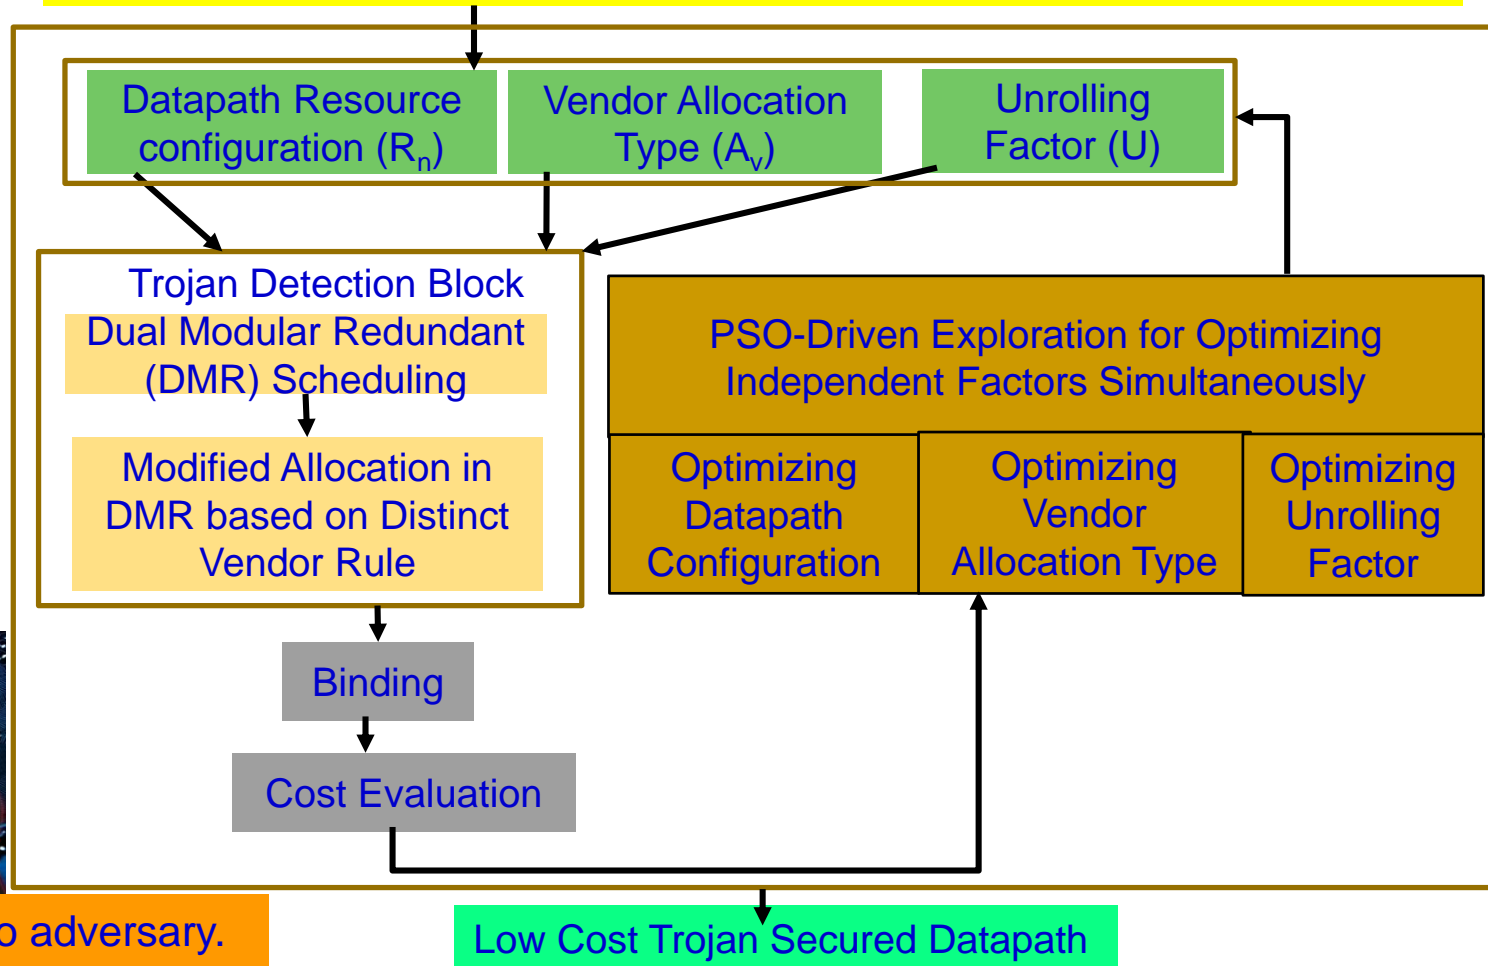 Datapath Resource
configuration (Rn)
Vendor Allocation
Type (Av)
Unrolling
Factor (U)
Trojan Detection Block
Dual Modular Redundant
(DMR) Scheduling
Modified Allocation in
DMR based on Distinct
Vendor Rule
PSO-Driven Exploration for Optimizing
Independent Factors Simultaneously
Optimizing
Datapath
Configuration
Optimizing
Vendor
Allocation Type
Optimizing
Unrolling
Factor
Binding
Cost Evaluation
adversary.
Low Cost Trojan Secured Datapath